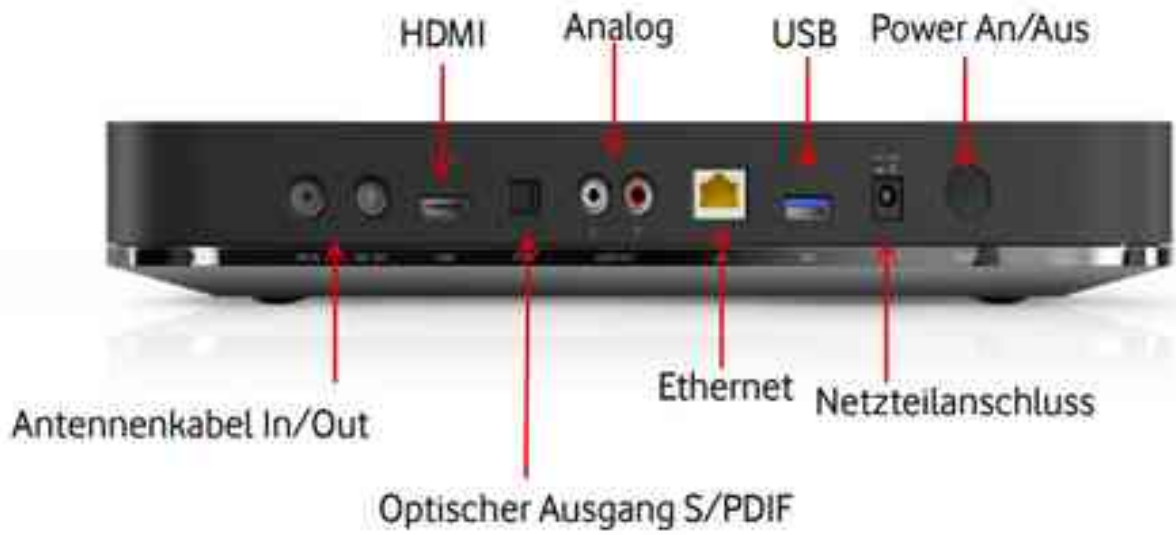 HDMI
Analog
USB
Power An/Aus
Ethernet
Netzteilanschluss
Antennenkabel In/Out
Optischer Ausgang S/PDIF